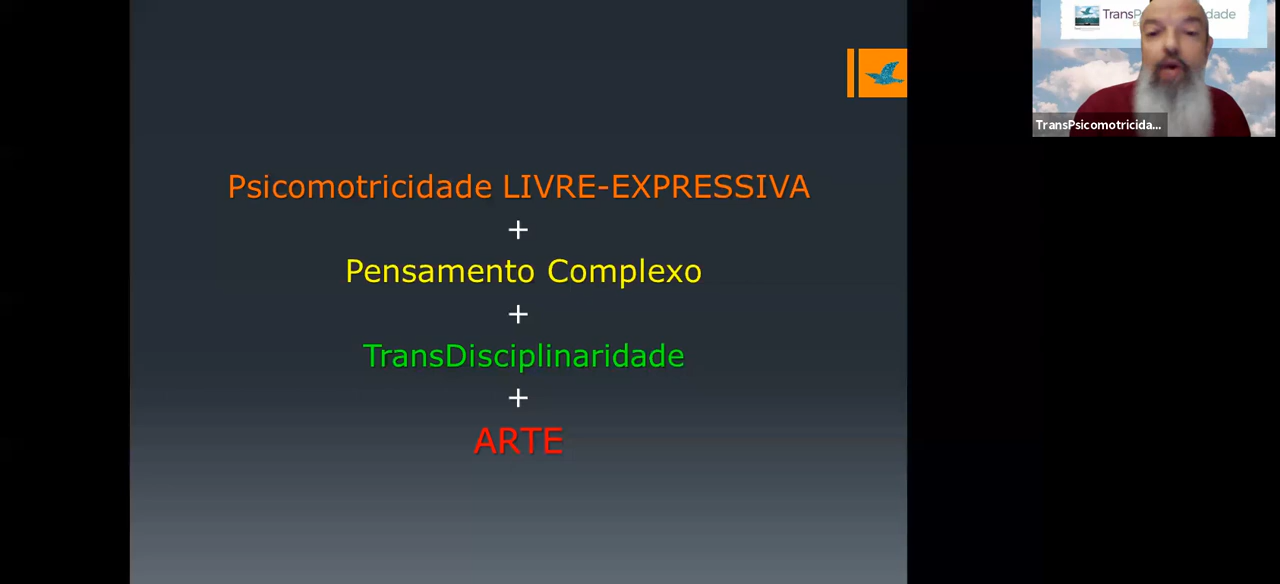 Psicomotricidade LIVRE-EXPRESSIVA
+
Pensamento Complexo
+
TransDisciplinaridade
+
ARTE
TransPsicomotricida...